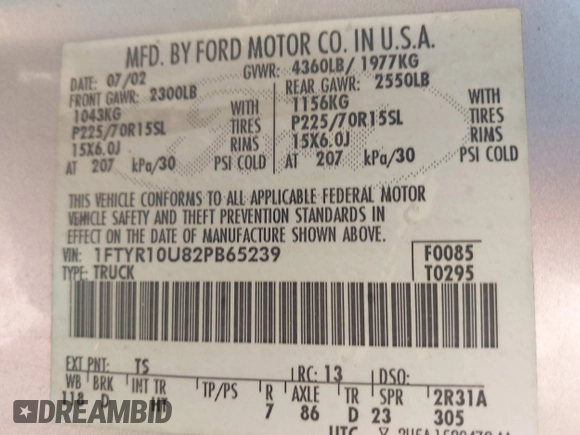 MFD. BY FORD MOTOR CO. IN U.S.A.
DATE: 07/02 GVWR: 4360LB/ 1977KG
FRONT GAWR: 2300LB REAR GAWR: 2550LB
1043KG WITH 1156KG WITH
P225/70R15SL TIRES P225/70R15SL TIRES
15X6.0J RIMS 15X6.0J RIMS
AT 207 kPa/30 PSI COLD AT 207 kPa/30 PSI COLD
THIS VEHICLE CONFORMS TO ALL APPLICABLE FEDERAL MOTOR
VEHICLE SAFETY AND THEFT PREVENTION STANDARDS IN
EFFECT ON THE DATE OF MANUFACTURE SHOWN ABOVE.
VIN: 1FTYR10U82PB65239 F0085
TYPE: TRUCK T0295
EXT PNT: TS RC: 13 DSO:
WB BRK INT TR TP/PS R AXLE TR SPR 2R31A
118 D HT 7 86 D 23 305
UTC
DREAMBID